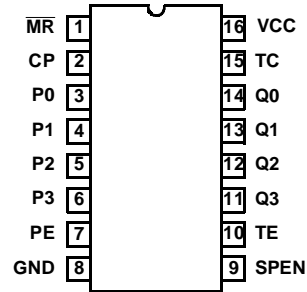 M̅R̅ 1 16 VCC
CP 2 15 TC
P0 3 14 Q0
P1 4 13 Q1
P2 5 12 Q2
P3 6 11 Q3
PE 7 10 TE
GND 8 9 SPEN